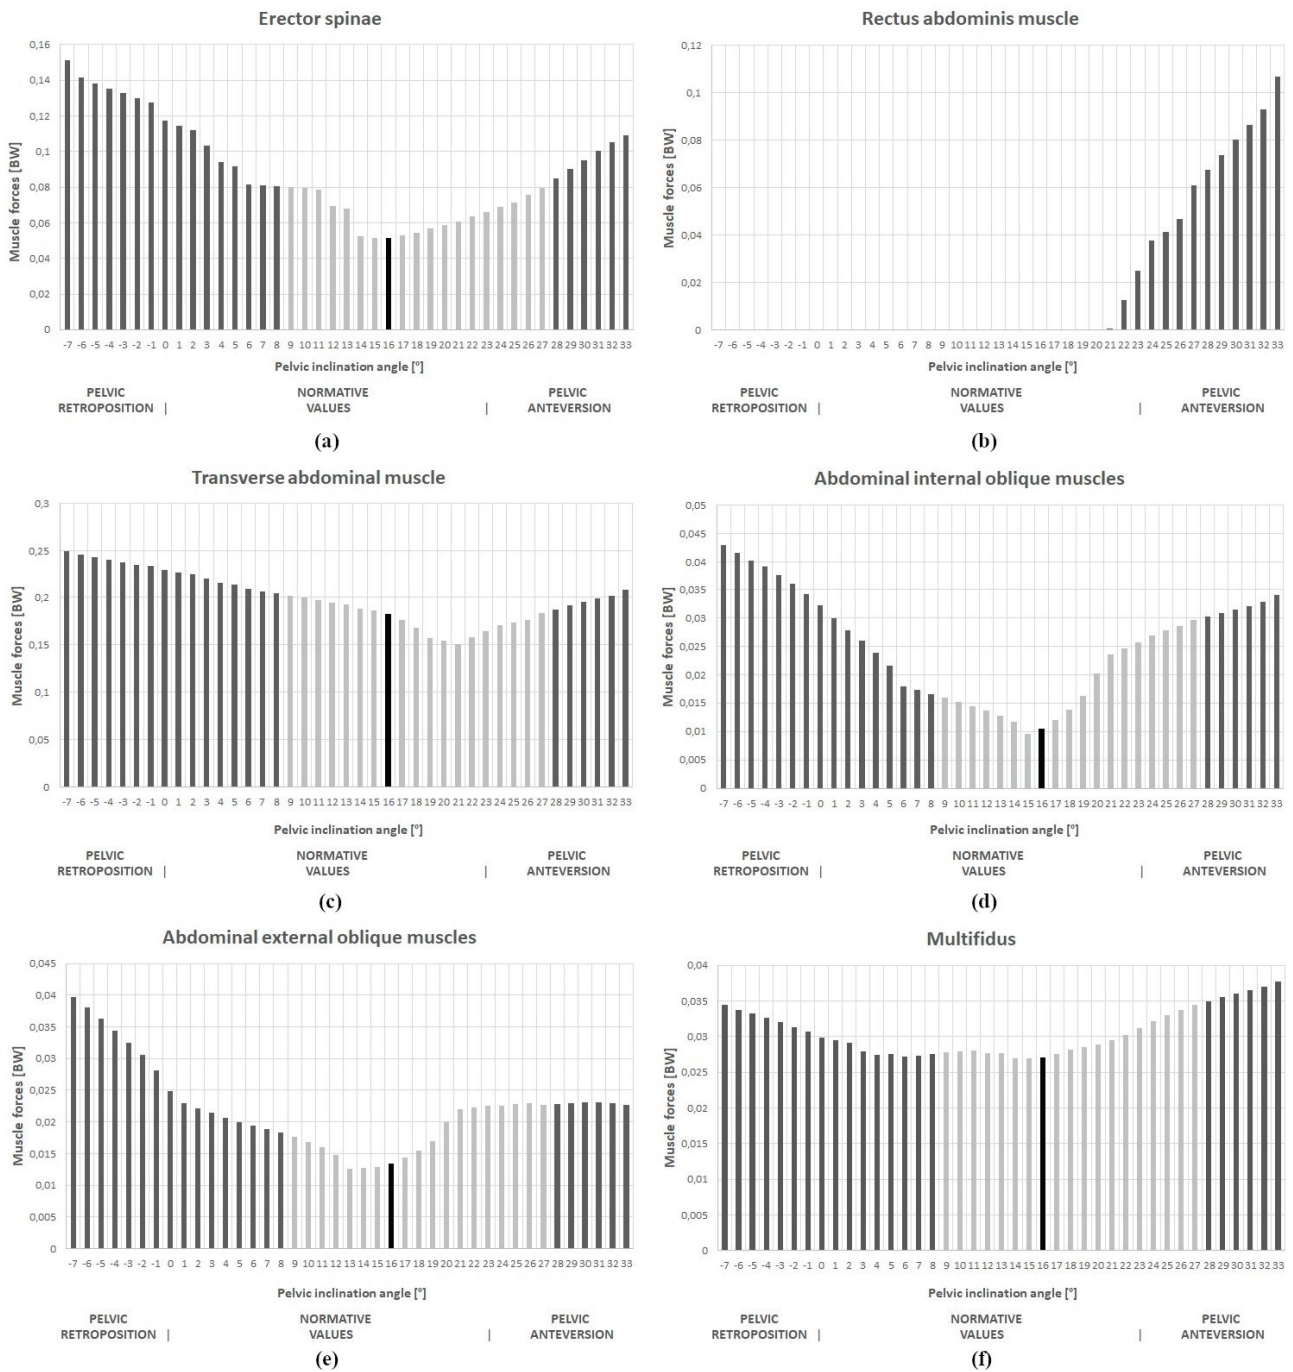 Erector spinae
Muscle forces [BW]
0,16
0,14
0,12
0,1
0,08
0,06
0,04
0,02
0
-7 -6 -5 -4 -3 -2 -1 0 1 2 3 4 5 6 7 8 9 10 11 12 13 14 15 16 17 18 19 20 21 22 23 24 25 26 27 28 29 30 31 32 33
Pelvic inclination angle [°]
PELVIC NORMATIVE PELVIC
RETROPOSITION | VALUES | ANTEVERSION
(a)
Rectus abdominis muscle
Muscle forces [BW]
0,12
0,1
0,08
0,06
0,04
0,02
0
-7 -6 -5 -4 -3 -2 -1 0 1 2 3 4 5 6 7 8 9 10 11 12 13 14 15 16 17 18 19 20 21 22 23 24 25 26 27 28 29 30 31 32 33
Pelvic inclination angle [°]
PELVIC NORMATIVE PELVIC
RETROPOSITION | VALUES | ANTEVERSION
(b)
Transverse abdominal muscle
Muscle forces [BW]
0,3
0,25
0,2
0,15
0,1
0,05
0
-7 -6 -5 -4 -3 -2 -1 0 1 2 3 4 5 6 7 8 9 10 11 12 13 14 15 16 17 18 19 20 21 22 23 24 25 26 27 28 29 30 31 32 33
Pelvic inclination angle [°]
PELVIC NORMATIVE PELVIC
RETROPOSITION | VALUES | ANTEVERSION
(c)
Abdominal internal oblique muscles
Muscle forces [BW]
0,05
0,045
0.04
0,035
0,03
0,025
0,02
0,015
0,01
0,005
0
-7 -6 -5 -4 -3 -2 -1 0 1 2 3 4 5 6 7 8 9 10 11 12 13 14 15 16 17 18 19 20 21 22 23 24 25 26 27 28 29 30 31 32 33
Pelvic inclination angle [°]
PELVIC NORMATIVE PELVIC
RETROPOSITION | VALUES | ANTEVERSION
(d)
Abdominal external oblique muscles
Muscle forces [BW]
0,045
0,04
0,035
0,03
0,025
0,02
0,015
0,01
0,005
0
-7 -6 -5 -4 -3 -2 -1 0 1 2 3 4 5 6 7 8 9 10 11 12 13 14 15 16 17 18 19 20 21 22 23 24 25 26 27 28 29 30 31 32 33
Pelvic inclination angle [°]
PELVIC NORMATIVE PELVIC
RETROPOSITION | VALUES | ANTEVERSION
(e)
Multifidus
Muscle forces [BW]
0,04
0,035
0,03
0,025
0,02
0,015
0,01
0,005
0
-7 -6 -5 -4 -3 -2 -1 0 1 2 3 4 5 6 7 8 9 10 11 12 13 14 15 16 17 18 19 20 21 22 23 24 25 26 27 28 29 30 31 32 33
Pelvic inclination angle [°]
PELVIC NORMATIVE PELVIC
RETROPOSITION | VALUES | ANTEVERSION
(f)